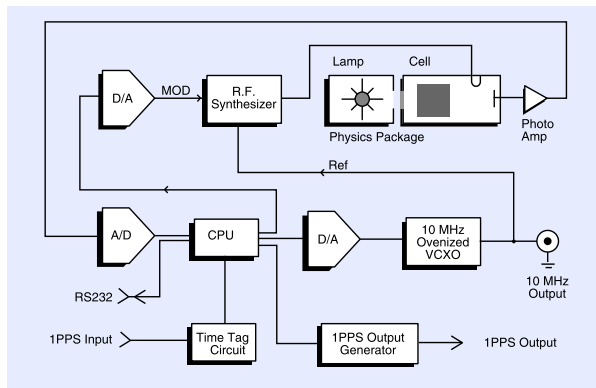 Lamp
Cell
D/A
MOD
R.F.
Synthesizer
Physics Package
Photo
Amp
Ref
A/D
CPU
D/A
10 MHz
Ovenized
VCXO
10 MHz
Output
RS232
1PPS Input
Time Tag
Circuit
1PPS Output
Generator
1PPS Output